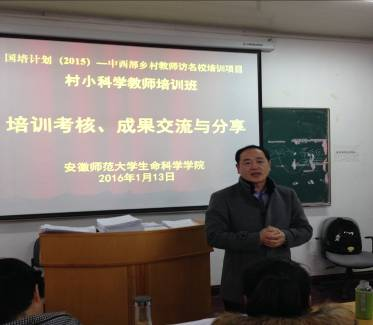 国培计划（2015）—中西部乡村教师访名校培训项目
村小科学教师培训班
培训考核、成果交流与分享
安徽师范大学生命科学学院
2016年1月13日